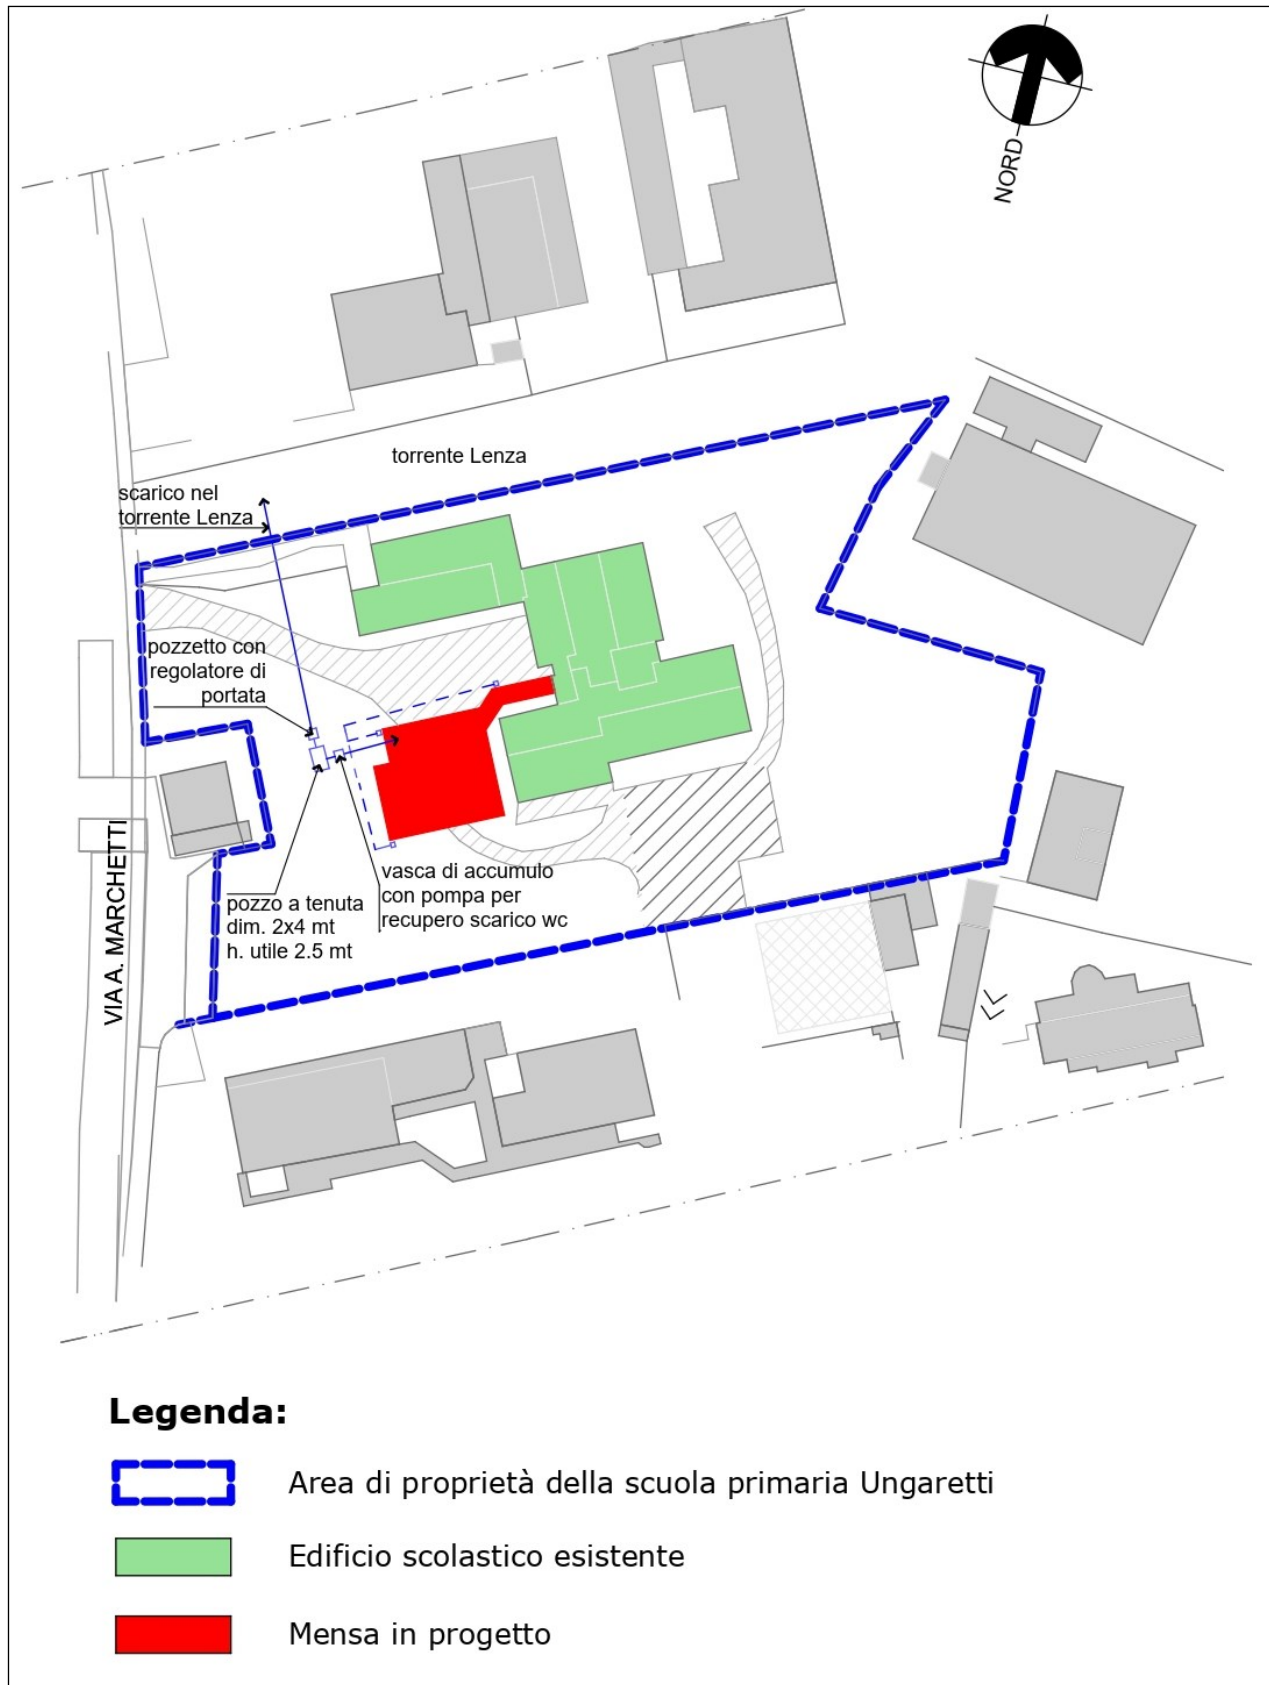 NORD
torrente Lenza
scarico nel
torrente Lenza
pozzetto con
regolatore di
portata
vasca di accumulo
con pompa per
recupero scarico wc
pozzo a tenuta
dim. 2x4 mt
h. utile 2.5 mt
VIA A. MARCHETTI
Legenda:
Area di proprietà della scuola primaria Ungaretti
Edificio scolastico esistente
Mensa in progetto